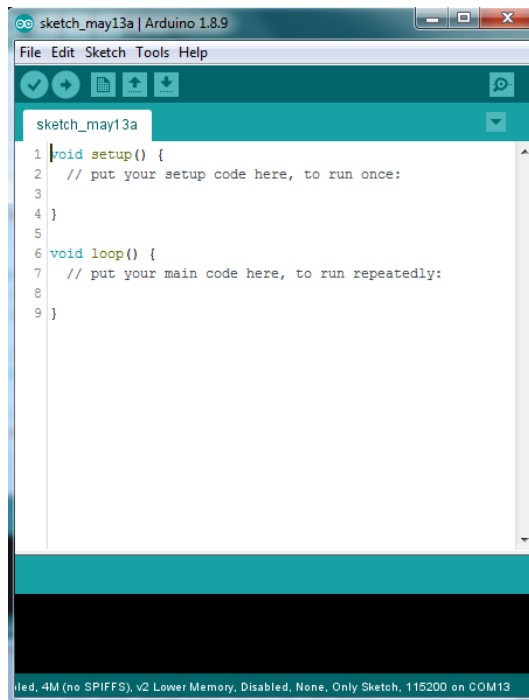 sketch_may13a | Arduino 1.8.9
File Edit Sketch Tools Help
sketch_may13a
1 void setup() {
2   // put your setup code here, to run once:
3
4 }
5
6 void loop() {
7   // put your main code here, to run repeatedly:
8
9 }
led, 4M (no SPIFFS), v2 Lower Memory, Disabled, None, Only Sketch, 115200 on COM13